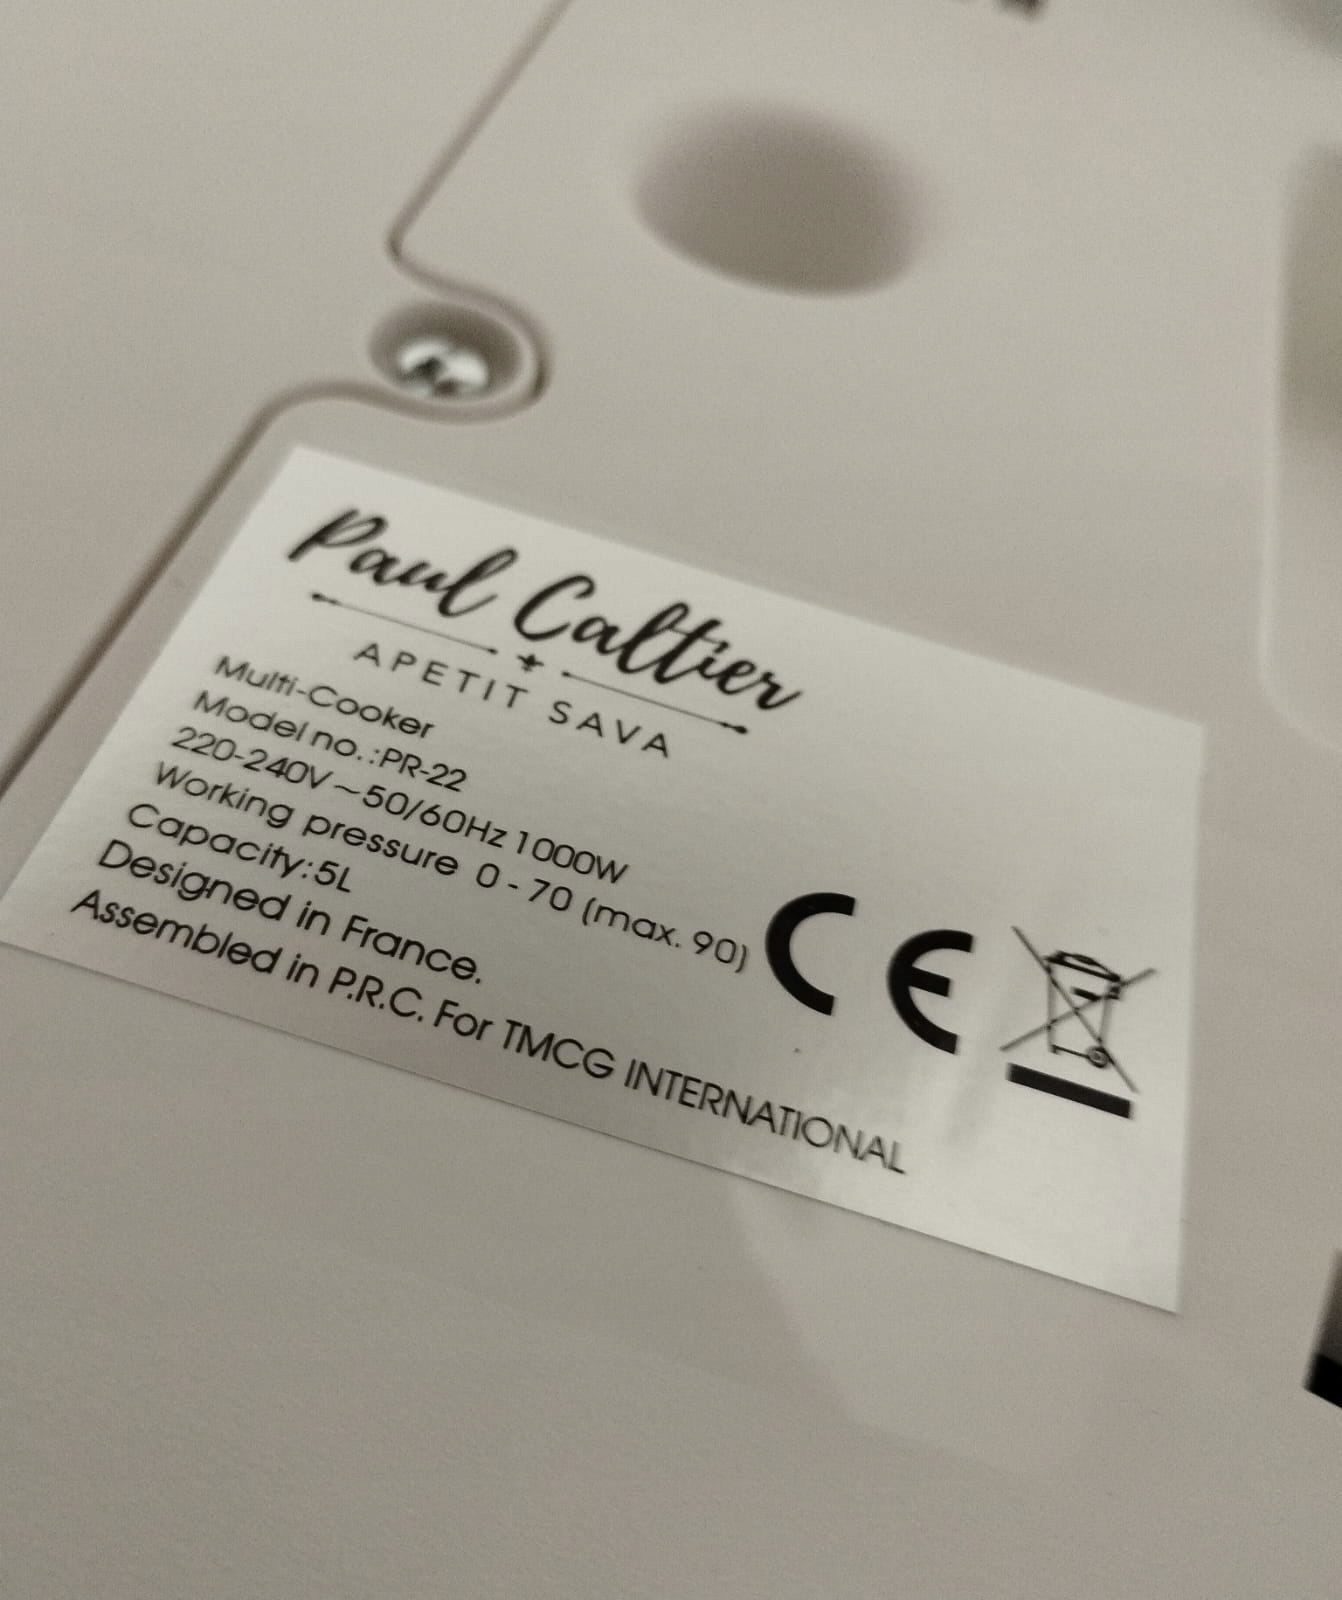 Paul Caltier
APETIT SAVA
Multi-Cooker
Model no.:PR-22
220-240V~50/60Hz 1000W
Working pressure 0-70 (max. 90)
Capacity:5L
Designed in France.
Assembled in P.R.C. For TMCG INTERNATIONAL
CE